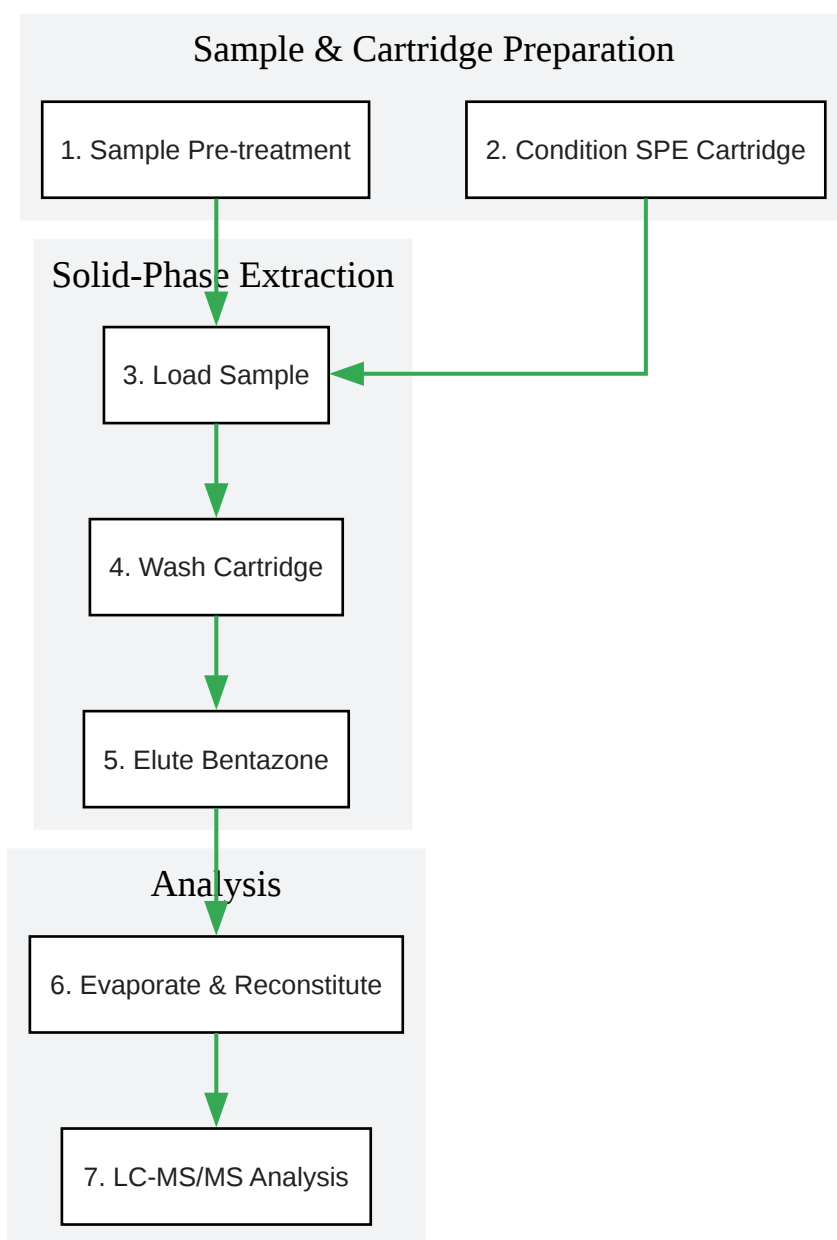 Sample & Cartridge Preparation
1. Sample Pre-treatment
2. Condition SPE Cartridge
Solid-Phase Extraction
3. Load Sample
4. Wash Cartridge
5. Elute Bentazone
Analysis
6. Evaporate & Reconstitute
7. LC-MS/MS Analysis